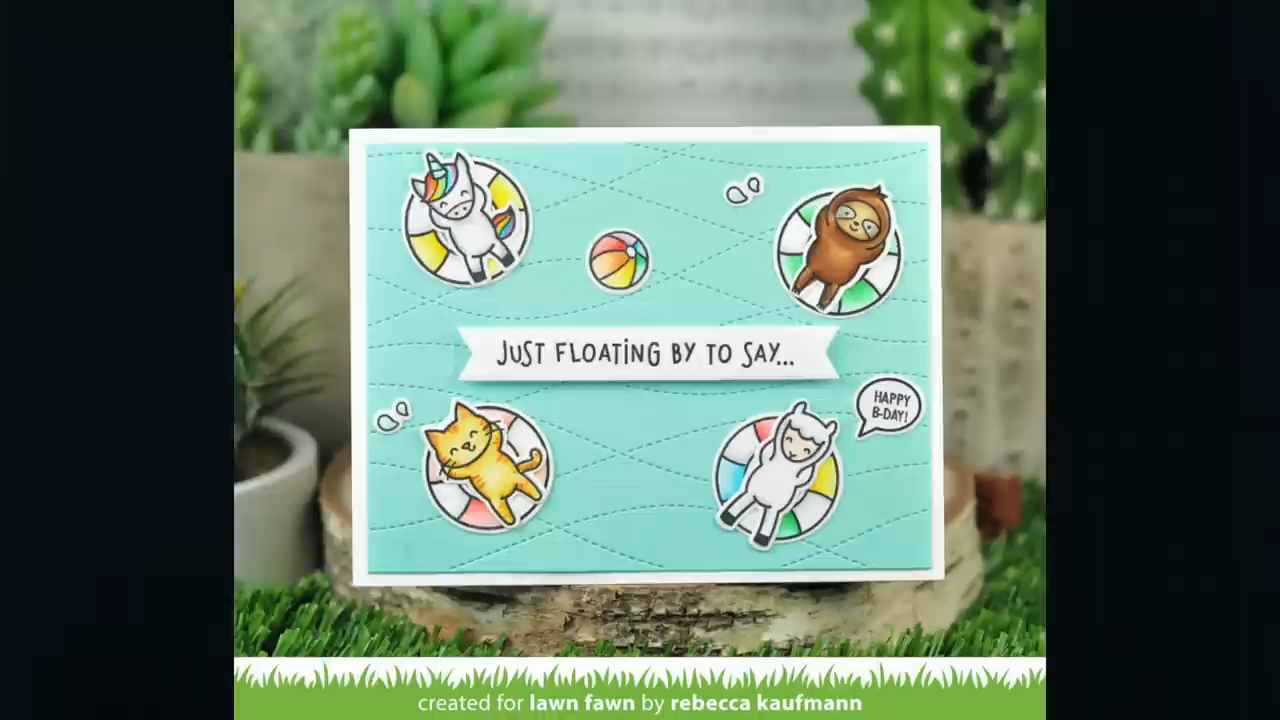 JUST FLOATING BY TO SAY...
HAPPY
B-DAY!
created for lawn fawn by rebecca kaufmann